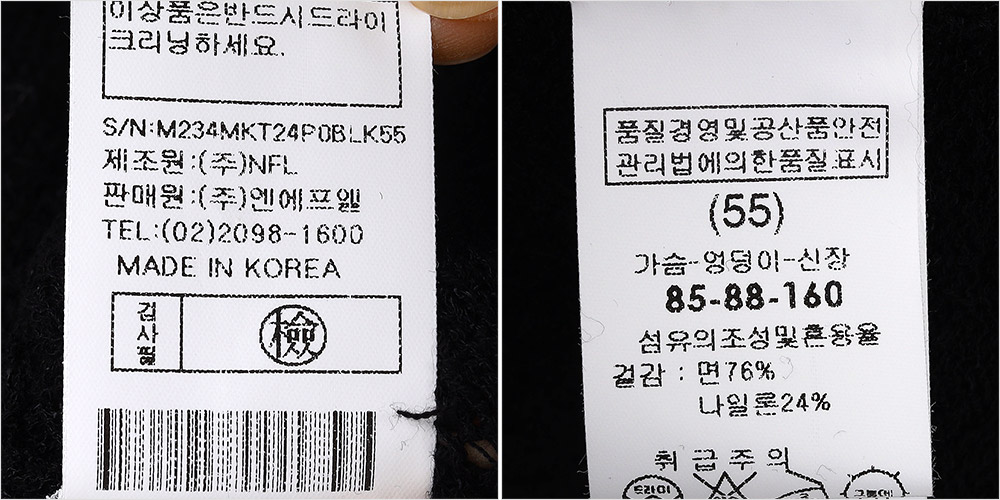 이상품은반드시드라이
크리닝하세요.
S/N:M234MKT24P0BLK55
제조원:(주)NFL
판매원:(주)엔에프엘
TEL:(02)2098-1600
MADE IN KOREA
검사필
檢
품질경영및공산품안전
관리법에의한품질표시
(55)
가슴-엉덩이-신장
85-88-160
섬유의조성및혼용율
겉감 : 면76%
나일론24%
취급주의
드라이